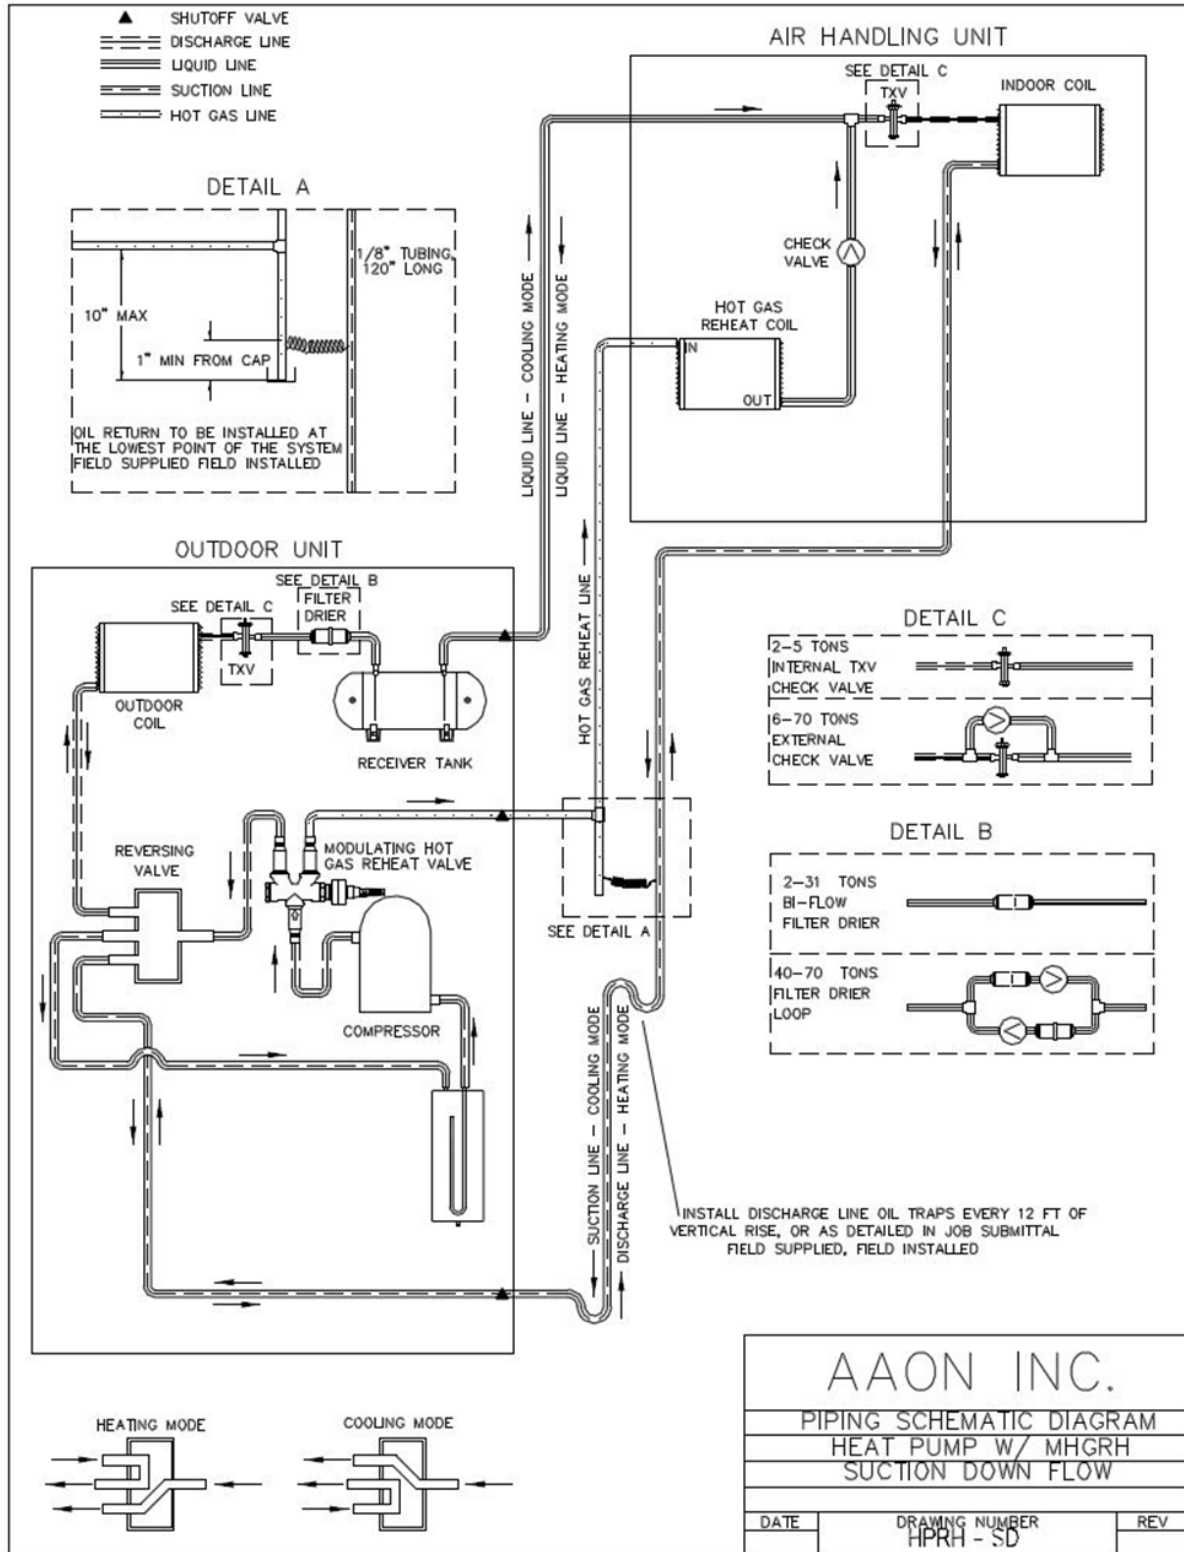 SHUTOFF VALVE
DISCHARGE LINE
LIQUID LINE
SUCTION LINE
HOT GAS LINE
DETAIL A
1/8" TUBING,
120" LONG
10" MAX
1" MIN FROM CAP
OIL RETURN TO BE INSTALLED AT
THE LOWEST POINT OF THE SYSTEM
FIELD SUPPLIED FIELD INSTALLED
AIR HANDLING UNIT
SEE DETAIL C
TXV
INDOOR COIL
CHECK
VALVE
HOT GAS
REHEAT COIL
IN
OUT
LIQUID LINE - COOLING MODE
LIQUID LINE - HEATING MODE
HOT GAS REHEAT LINE
OUTDOOR UNIT
SEE DETAIL B
FILTER
DRIER
SEE DETAIL C
TXV
OUTDOOR
COIL
RECEIVER TANK
REVERSING
VALVE
MODULATING HOT
GAS REHEAT VALVE
COMPRESSOR
SEE DETAIL A
SUCTION LINE - COOLING MODE
DISCHARGE LINE - HEATING MODE
DETAIL C
2-5 TONS
INTERNAL TXV
CHECK VALVE
6-70 TONS
EXTERNAL
CHECK VALVE
DETAIL B
2-31 TONS
BI-FLOW
FILTER DRIER
40-70 TONS
FILTER DRIER
LOOP
INSTALL DISCHARGE LINE OIL TRAPS EVERY 12 FT OF
VERTICAL RISE, OR AS DETAILED IN JOB SUBMITTAL
FIELD SUPPLIED, FIELD INSTALLED
HEATING MODE
COOLING MODE
AAON INC.
PIPING SCHEMATIC DIAGRAM
HEAT PUMP W/ MHGRH
SUCTION DOWN FLOW
DATE
DRAWING NUMBER
HPRH - SD
REV